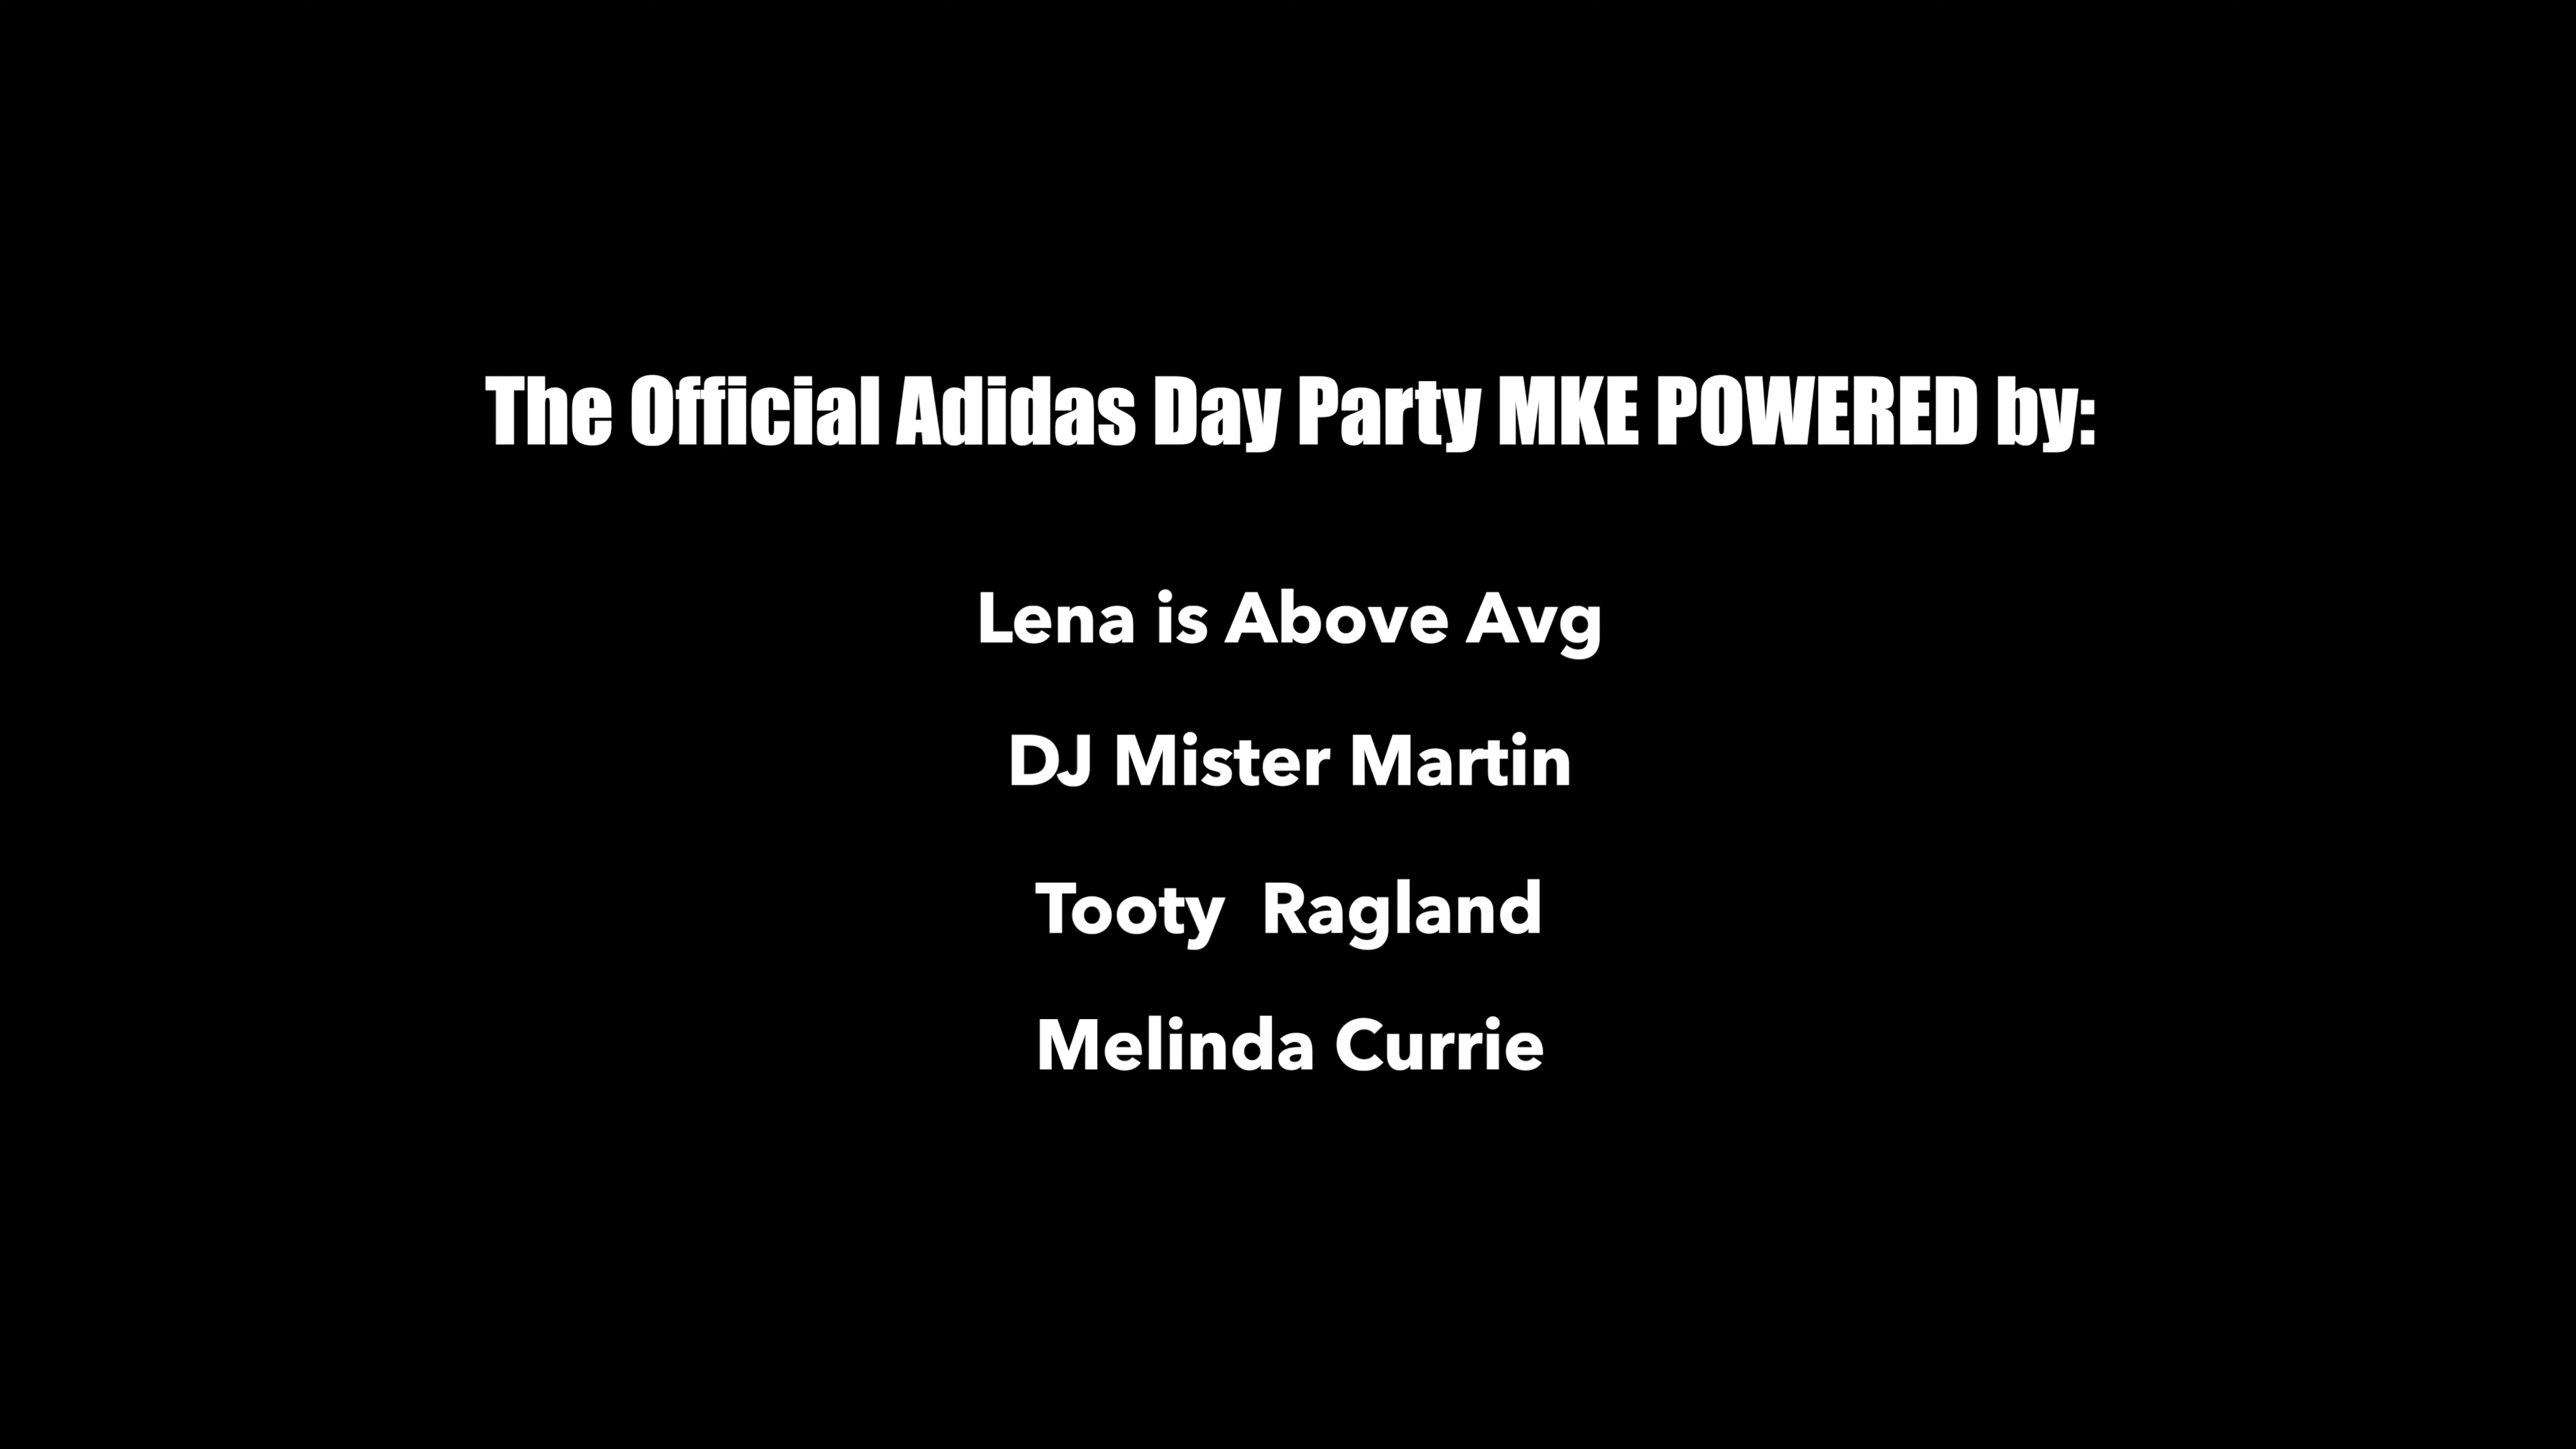 The Official Adidas Day Party MKE POWERED by:
Lena is Above Avg
DJ Mister Martin
Tooty  Ragland
Melinda Currie